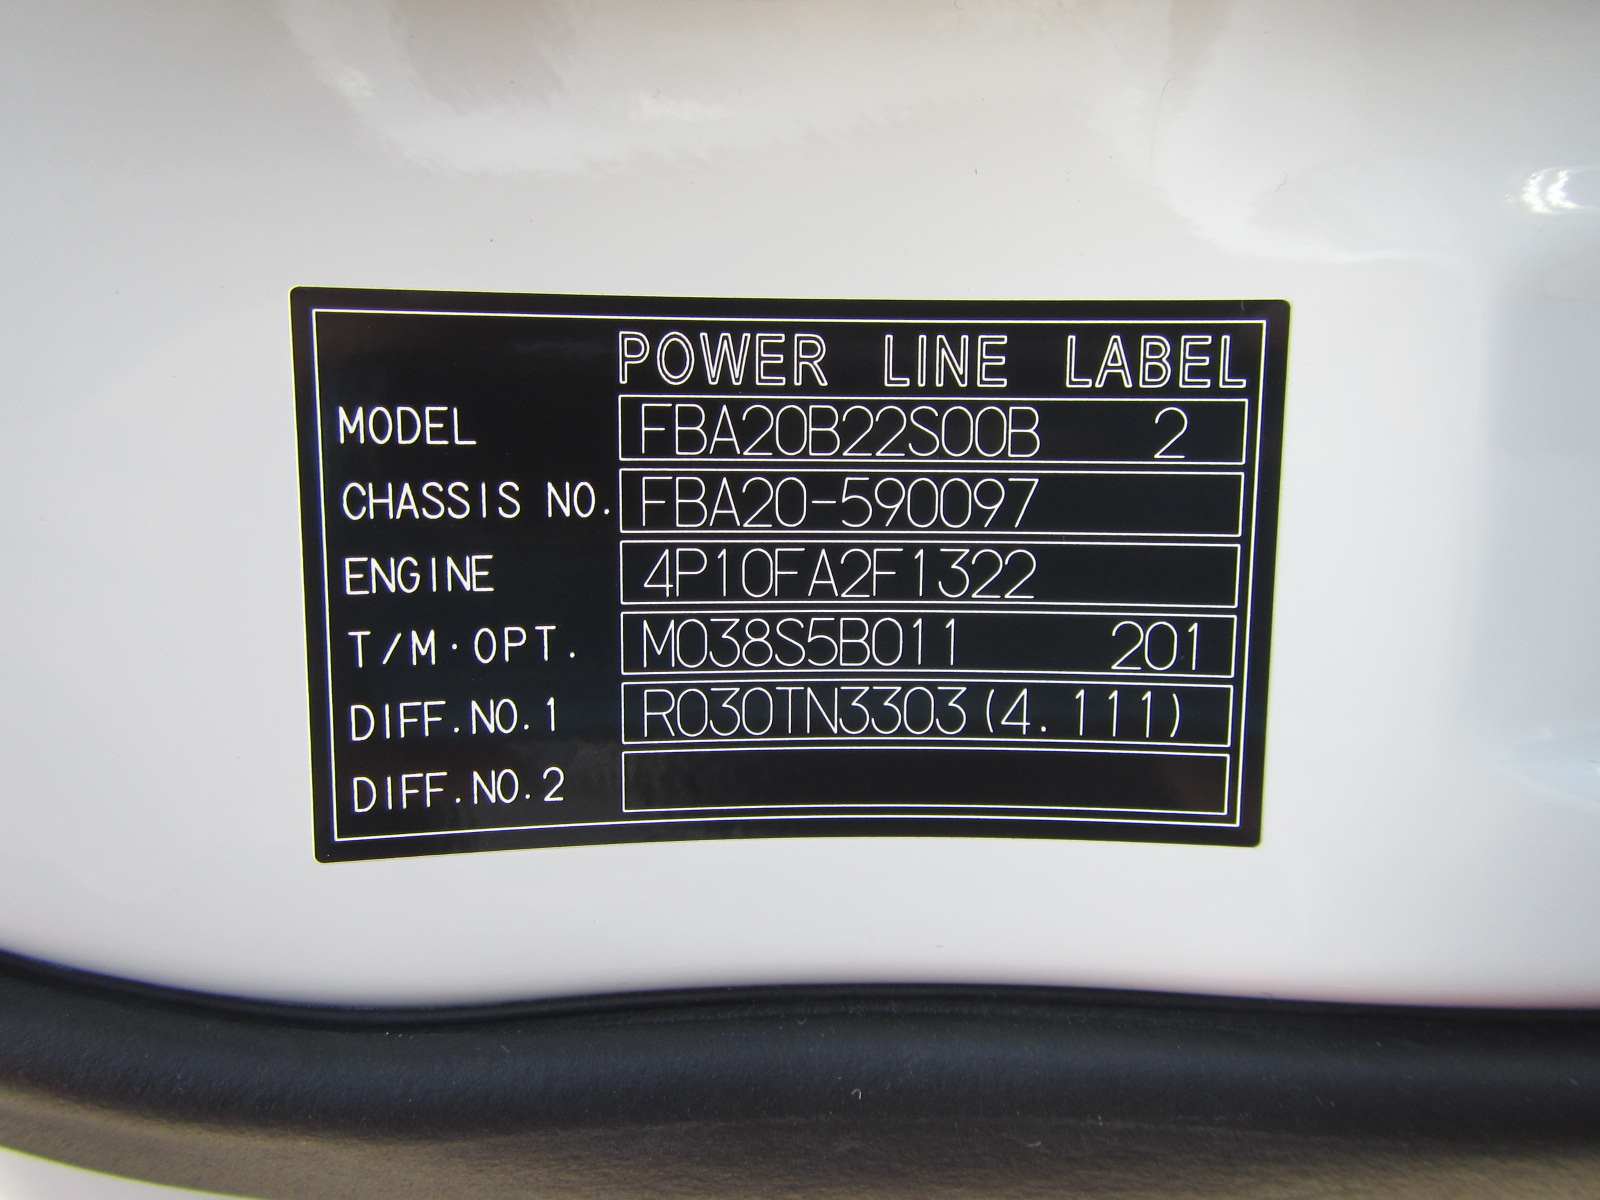 POWER LINE LABEL
MODEL FBA20B22S00B 2
CHASSIS NO. FBA20-590097
ENGINE 4P10FA2F1322
T/M·OPT. M038S5B011 201
DIFF.NO.1 R030TN3303(4.111)
DIFF.NO.2